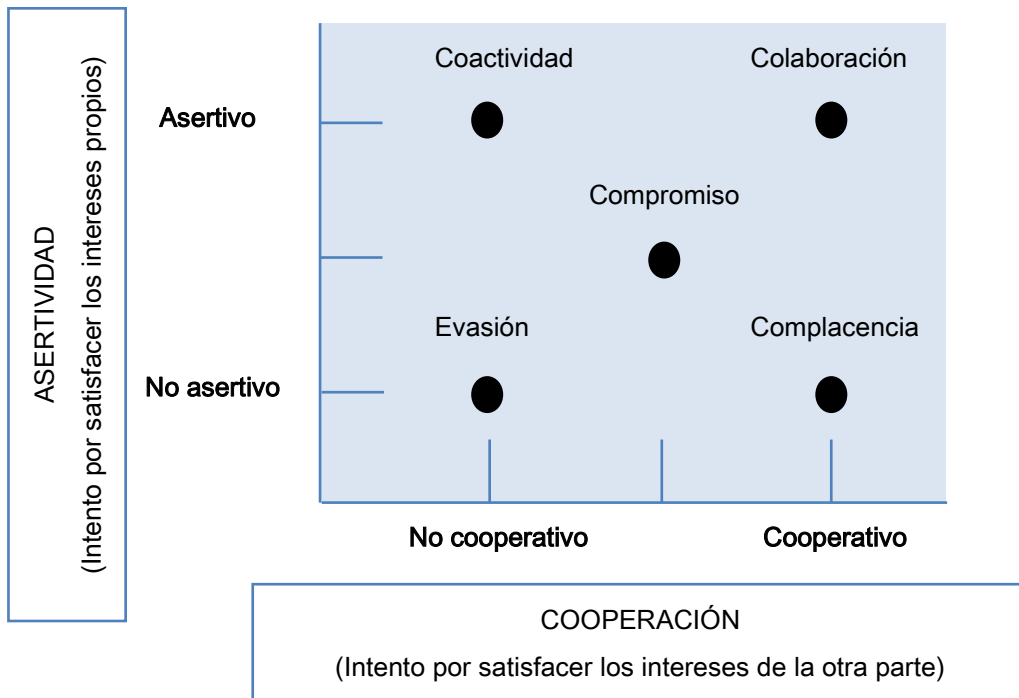 ASERTIVIDAD
(Intento por satisfacer los intereses propios)
Coactividad
Colaboración
Asertivo
Compromiso
Evasión
Complacencia
No asertivo
No cooperativo
Cooperativo
COOPERACIÓN
(Intento por satisfacer los intereses de la otra parte)